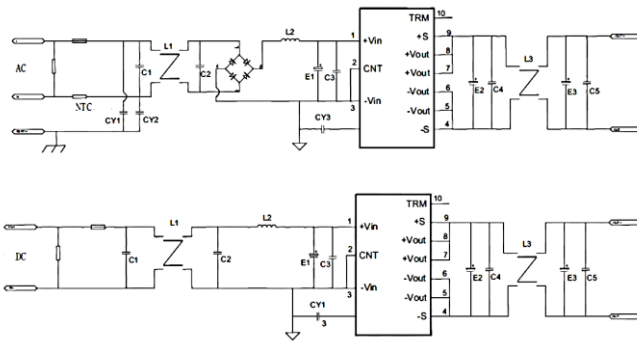 TRM 10
+S 9
+Vout 8
+Vout 7
-Vout 6
-Vout 5
-S 4
1 +Vin
2 CNT
3 -Vin
AC
L1
C1
C2
NTC
CY1
CY2
L2
E1
C3
CY3
E2
C4
L3
E3
C5
TRM 10
+S 9
+Vout 8
+Vout 7
-Vout 6
-Vout 5
-S 4
1 +Vin
2 CNT
3 -Vin
DC
L1
C1
C2
L2
E1
C3
CY1
3
E2
C4
L3
E3
C5